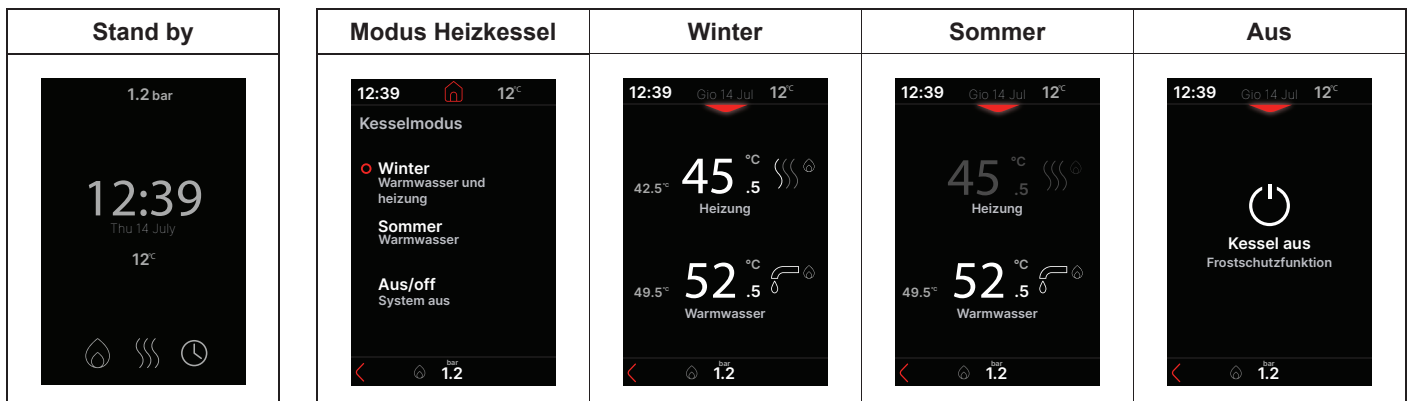 Stand by
1.2 bar
12:39
Thu 14 July
12°C
Modus Heizkessel
12:39 12°C
Kesselmodus
Winter
Warmwasser und
heizung
Sommer
Warmwasser
Aus/off
System aus
bar
1.2
Winter
12:39 Gio 14 Jul 12°C
42.5° 45.5 °C
Heizung
49.5° 52.5 °C
Warmwasser
bar
1.2
Sommer
12:39 Gio 14 Jul 12°C
45.5 °C
Heizung
49.5° 52.5 °C
Warmwasser
bar
1.2
Aus
12:39 Gio 14 Jul 12°C
Kessel aus
Frostschutzfunktion
bar
1.2